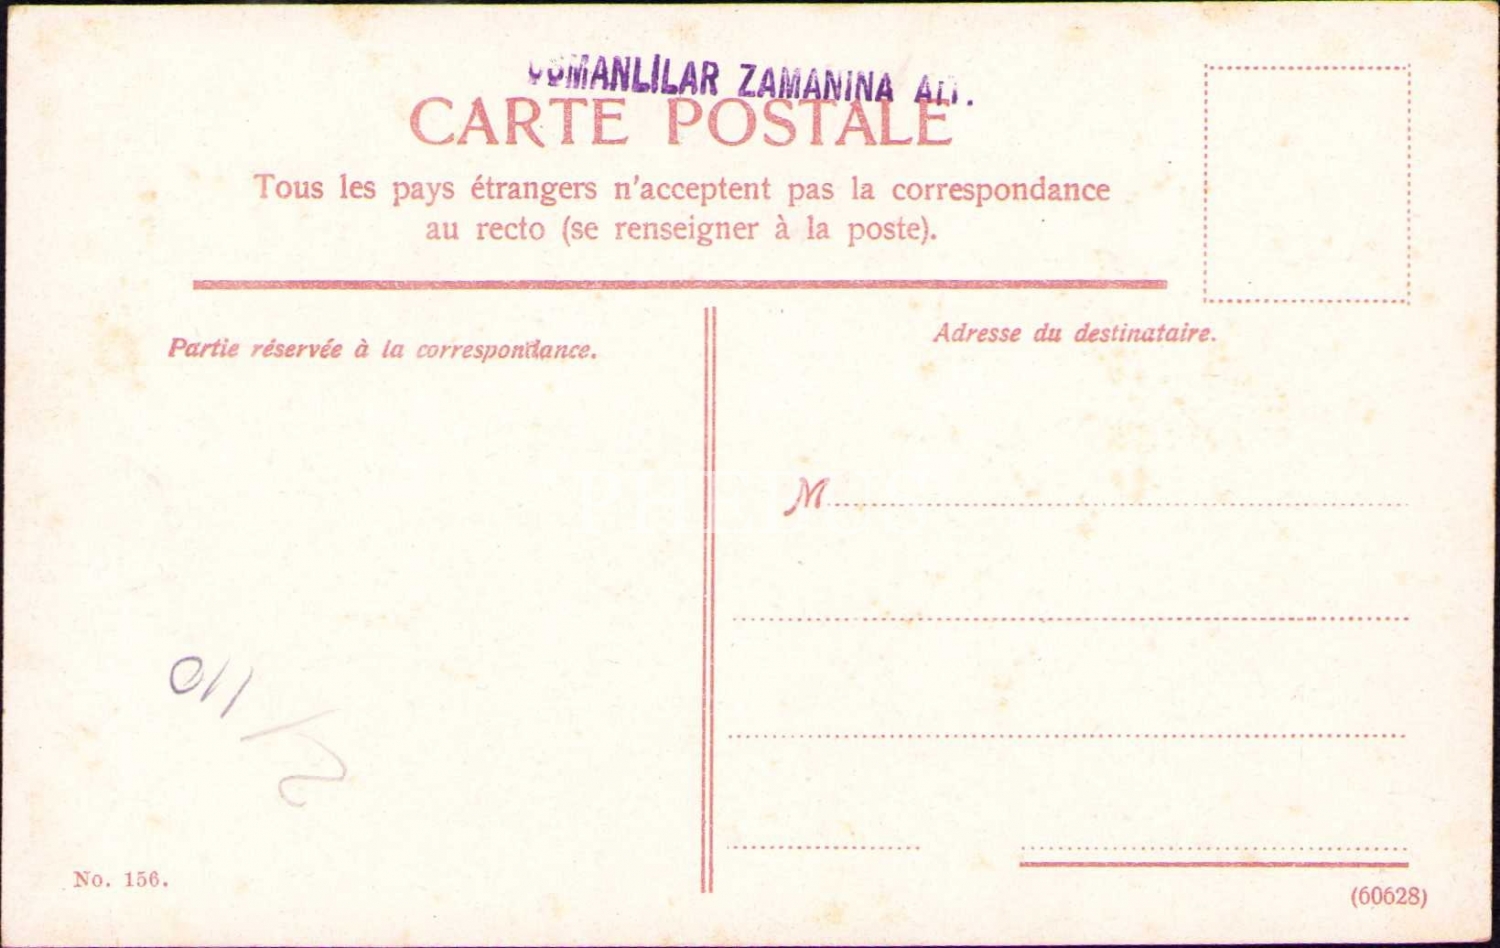 OSMANLILAR ZAMANINA AİT.
CARTE POSTALE
Tous les pays étrangers n'acceptent pas la correspondance
au recto (se renseigner à la poste).
Partie réservée à la correspondance.
Adresse du destinataire.
M
No. 156.
(60628)